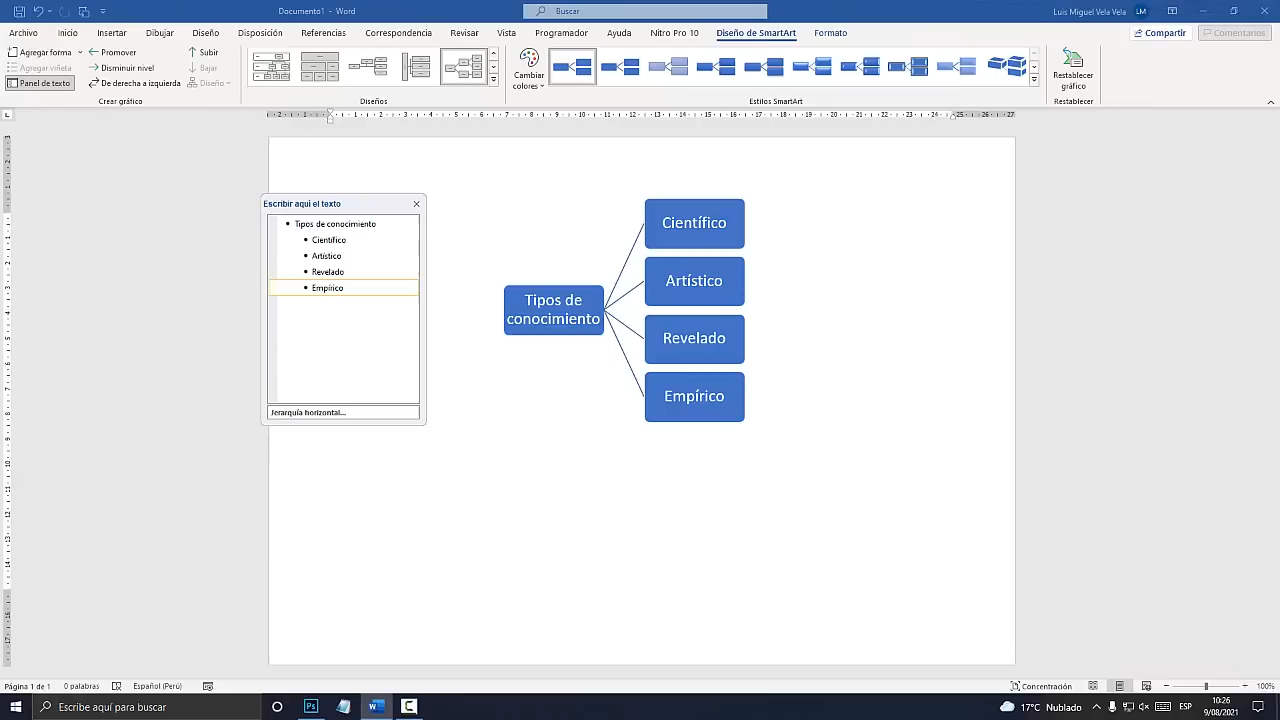 Documento1 - Word
Buscar
Luis Miguel Vela Vela
LM
Archivo Inicio Insertar Dibujar Diseño Disposición Referencias Correspondencia Revisar Vista Programador Ayuda Nitro Pro 10 Diseño de SmartArt Formato
Compartir
Comentarios
Agregar forma Promover Subir
Agregar viñeta Disminuir nivel Bajar
Panel de texto De derecha a izquierda Diseño
Crear gráfico
Diseños
Cambiar
colores
Estilos SmartArt
Restablecer
gráfico
Restablecer
Escribir aquí el texto
Tipos de conocimiento
Científico
Artístico
Revelado
Empírico
Jerarquía horizontal...
Tipos de
conocimiento
Científico
Artístico
Revelado
Empírico
Página 1 de 1 0 palabras Español (Perú)
Concentración
100%
Escribe aquí para buscar
Ps
17°C Nublado
ESP
10:26
9/08/2021